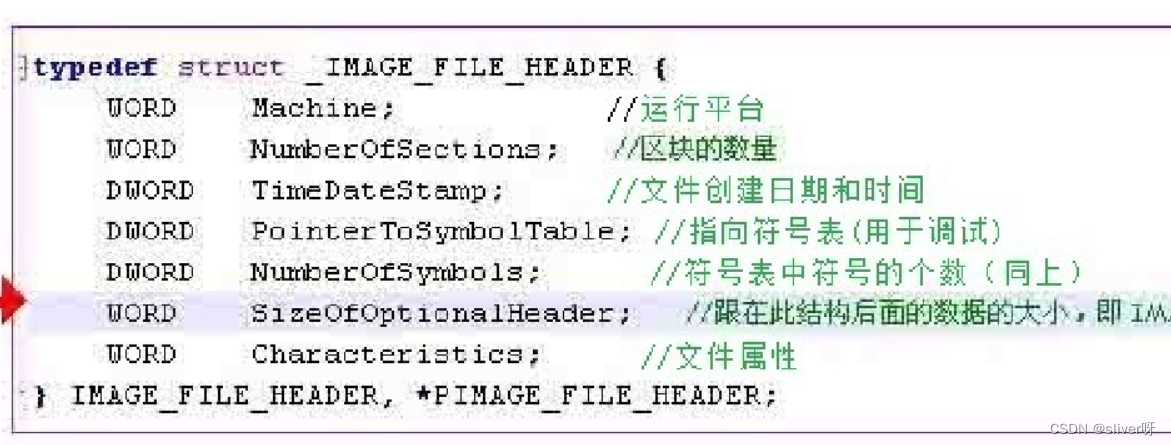 typedef struct _IMAGE_FILE_HEADER {
WORD Machine; //运行平台
WORD NumberOfSections; //区块的数量
DWORD TimeDateStamp; //文件创建日期和时间
DWORD PointerToSymbolTable; //指向符号表(用于调试)
DWORD NumberOfSymbols; //符号表中符号的个数（同上）
WORD SizeOfOptionalHeader; //跟在此结构后面的数据的大小，即
WORD Characteristics; //文件属性
} IMAGE_FILE_HEADER, *PIMAGE_FILE_HEADER;
CSDN @sliver呀